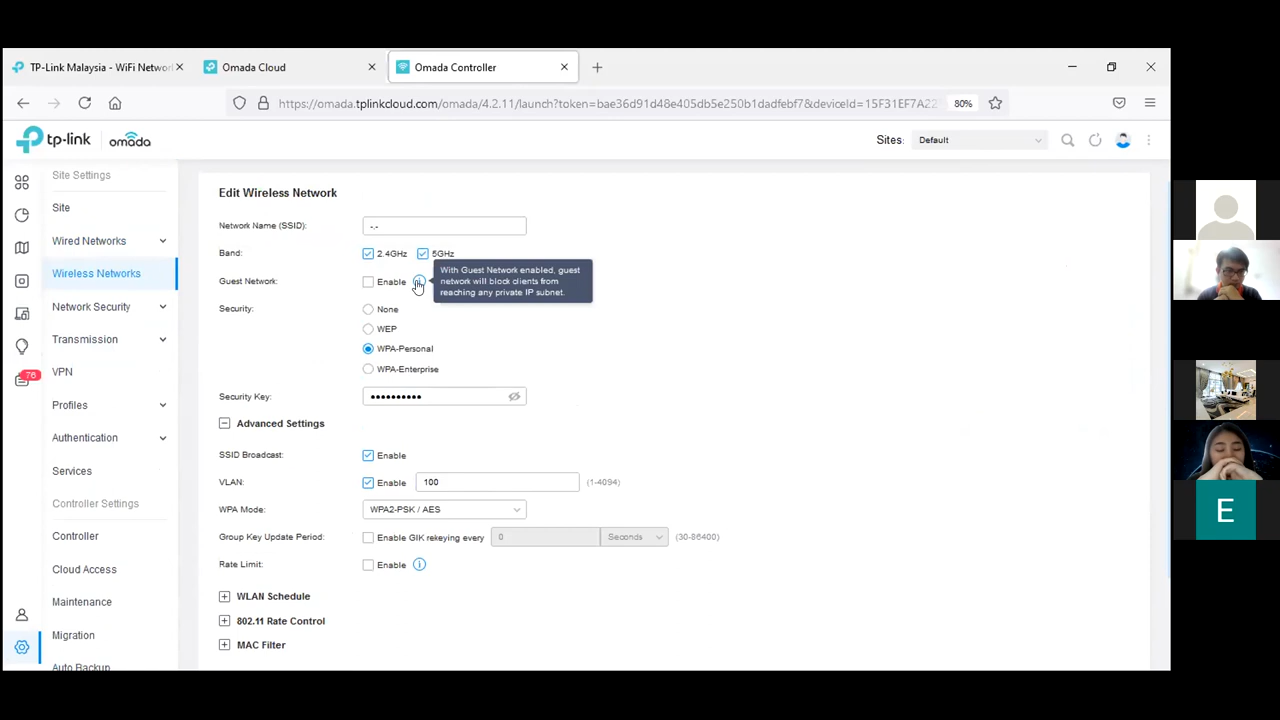 TP-Link Malaysia - WiFi Networ
Omada Cloud
Omada Controller
https://omada.tplinkcloud.com/omada/4.2.11/launch?token=bae36d91d48e405db5e250b1dadfebf7&deviceId=15F31EF7A22
80%
tp-link
omada
Sites:
Default
Site Settings
Site
Wired Networks
Wireless Networks
Network Security
Transmission
VPN
Profiles
Authentication
Services
Controller Settings
Controller
Cloud Access
Maintenance
Migration
Auto Backup
76
Edit Wireless Network
Network Name (SSID):
-.-
Band:
2.4GHz
5GHz
Guest Network:
Enable
With Guest Network enabled, guest
network will block clients from
reaching any private IP subnet.
Security:
None
WEP
WPA-Personal
WPA-Enterprise
Security Key:
••••••••••
Advanced Settings
SSID Broadcast:
Enable
VLAN:
Enable
100
(1-4094)
WPA Mode:
WPA2-PSK / AES
Group Key Update Period:
Enable GIK rekeying every
0
Seconds
(30-86400)
Rate Limit:
Enable
WLAN Schedule
802.11 Rate Control
MAC Filter
E